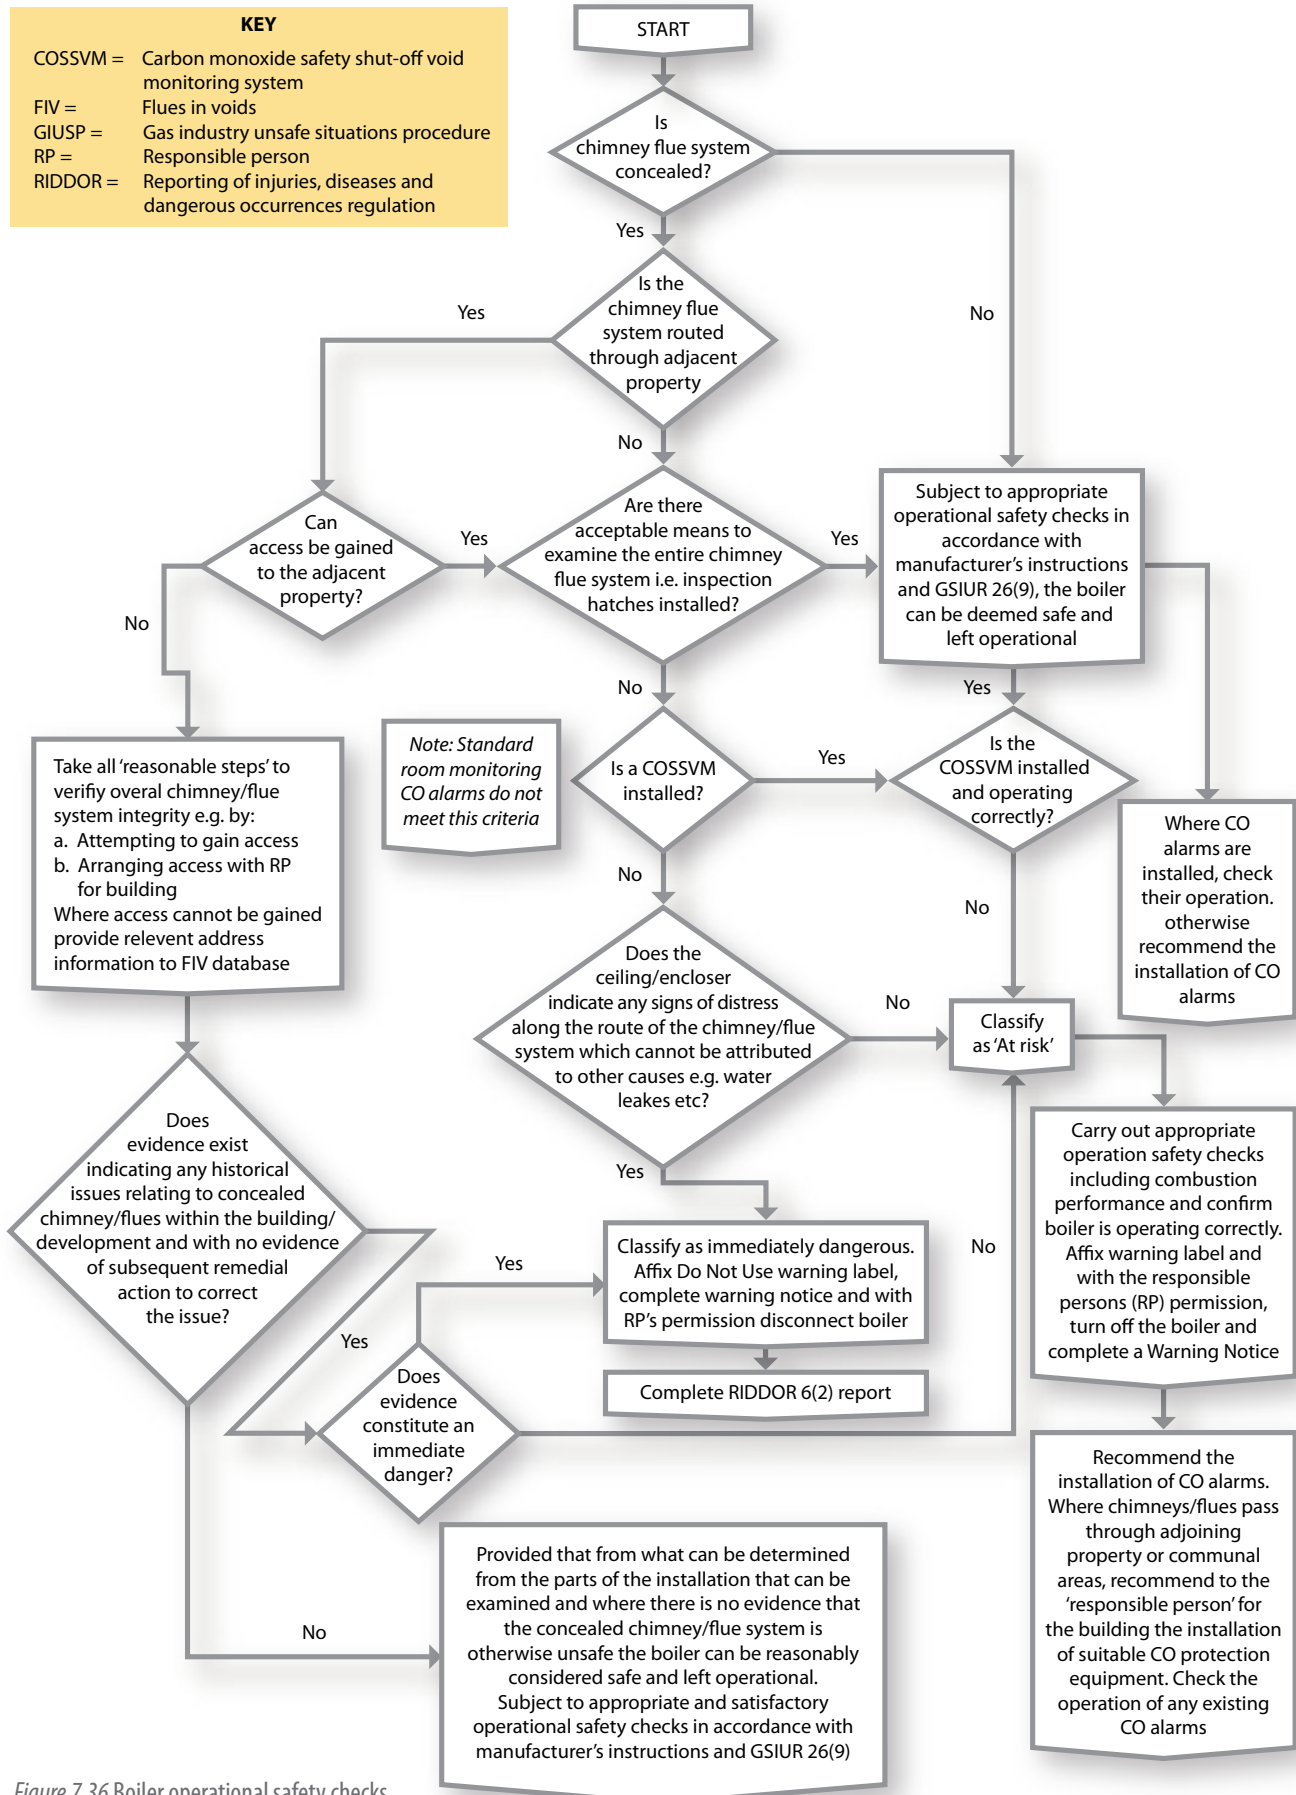 KEY
COSSVM = Carbon monoxide safety shut-off void
monitoring system
FIV = Flues in voids
GIUSP = Gas industry unsafe situations procedure
RP = Responsible person
RIDDOR = Reporting of injuries, diseases and
dangerous occurrences regulation
START
Is
chimney flue system
concealed?
Yes
No
Is the
chimney flue
system routed
through adjacent
property
Yes
No
Can
access be gained
to the adjacent
property?
Yes
No
Are there
acceptable means to
examine the entire chimney
flue system i.e. inspection
hatches installed?
Yes
No
Subject to appropriate
operational safety checks in
accordance with
manufacturer's instructions
and GSIUR 26(9), the boiler
can be deemed safe and
left operational
Yes
Take all 'reasonable steps' to
verifiy overal chimney/flue
system integrity e.g. by:
a. Attempting to gain access
b. Arranging access with RP
for building
Where access cannot be gained
provide relevent address
information to FIV database
Note: Standard
room monitoring
CO alarms do not
meet this criteria
Is a COSSVM
installed?
Yes
No
Is the
COSSVM installed
and operating
correctly?
No
Where CO
alarms are
installed, check
their operation.
otherwise
recommend the
installation of CO
alarms
Does the
ceiling/encloser
indicate any signs of distress
along the route of the chimney/flue
system which cannot be attributed
to other causes e.g. water
leakes etc?
No
Yes
Classify
as 'At risk'
Does
evidence exist
indicating any historical
issues relating to concealed
chimney/flues within the building/
development and with no evidence
of subsequent remedial
action to correct
the issue?
Yes
No
Carry out appropriate
operation safety checks
including combustion
performance and confirm
boiler is operating correctly.
Affix warning label and
with the responsible
persons (RP) permission,
turn off the boiler and
complete a Warning Notice
Classify as immediately dangerous.
Affix Do Not Use warning label,
complete warning notice and with
RP's permission disconnect boiler
Complete RIDDOR 6(2) report
Does
evidence
constitute an
immediate
danger?
Yes
No
Recommend the
installation of CO alarms.
Where chimneys/flues pass
through adjoining
property or communal
areas, recommend to the
'responsible person' for
the building the installation
of suitable CO protection
equipment. Check the
operation of any existing
CO alarms
Provided that from what can be determined
from the parts of the installation that can be
examined and where there is no evidence that
the concealed chimney/flue system is
otherwise unsafe the boiler can be reasonably
considered safe and left operational.
Subject to appropriate and satisfactory
operational safety checks in accordance with
manufacturer's instructions and GSIUR 26(9)
Figure 7.36 Boiler operational safety checks